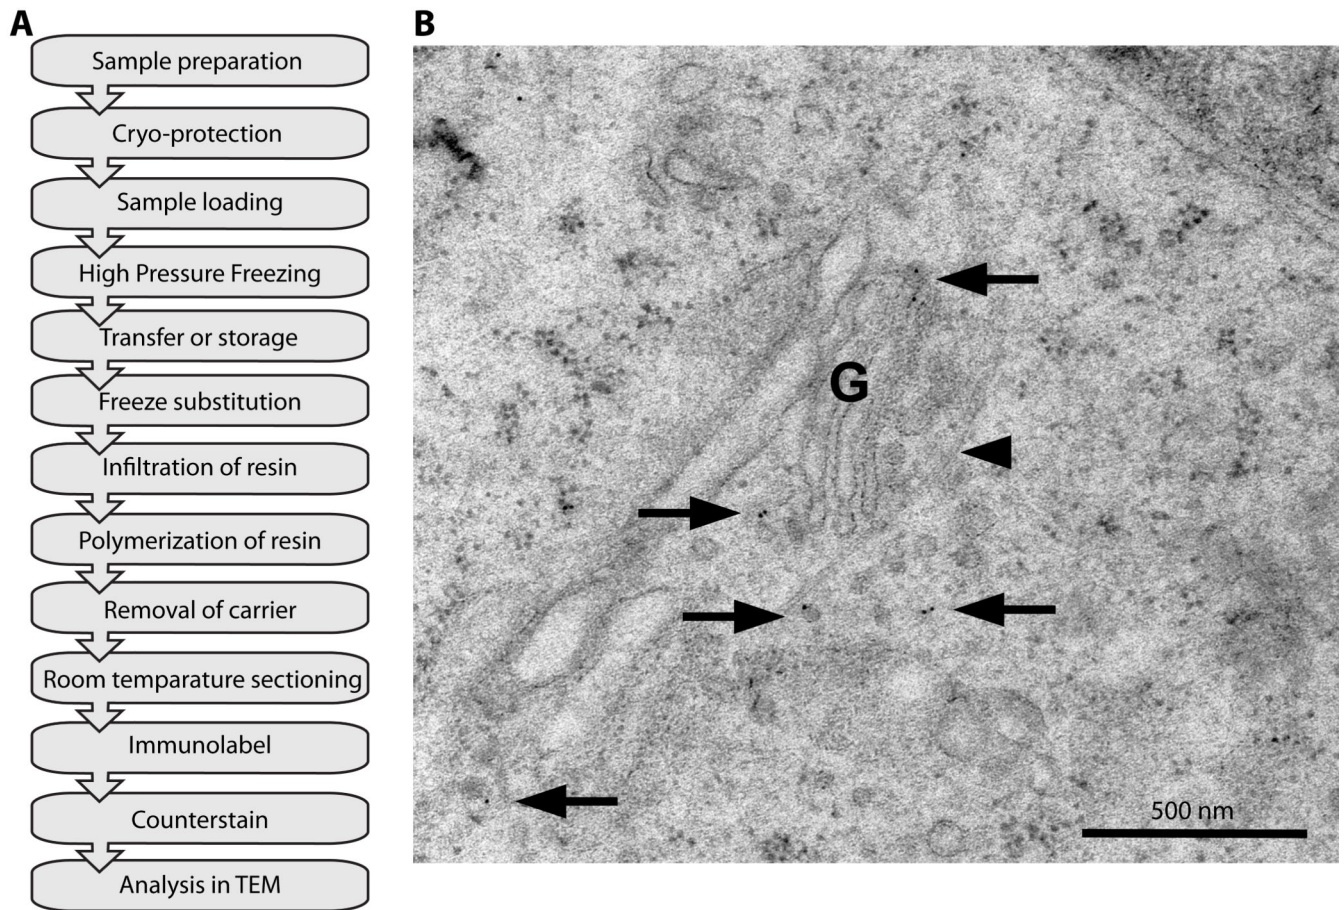 A
Sample preparation
Cryo-protection
Sample loading
High Pressure Freezing
Transfer or storage
Freeze substitution
Infiltration of resin
Polymerization of resin
Removal of carrier
Room temparature sectioning
Immunolabel
Counterstain
Analysis in TEM
B
G
500 nm